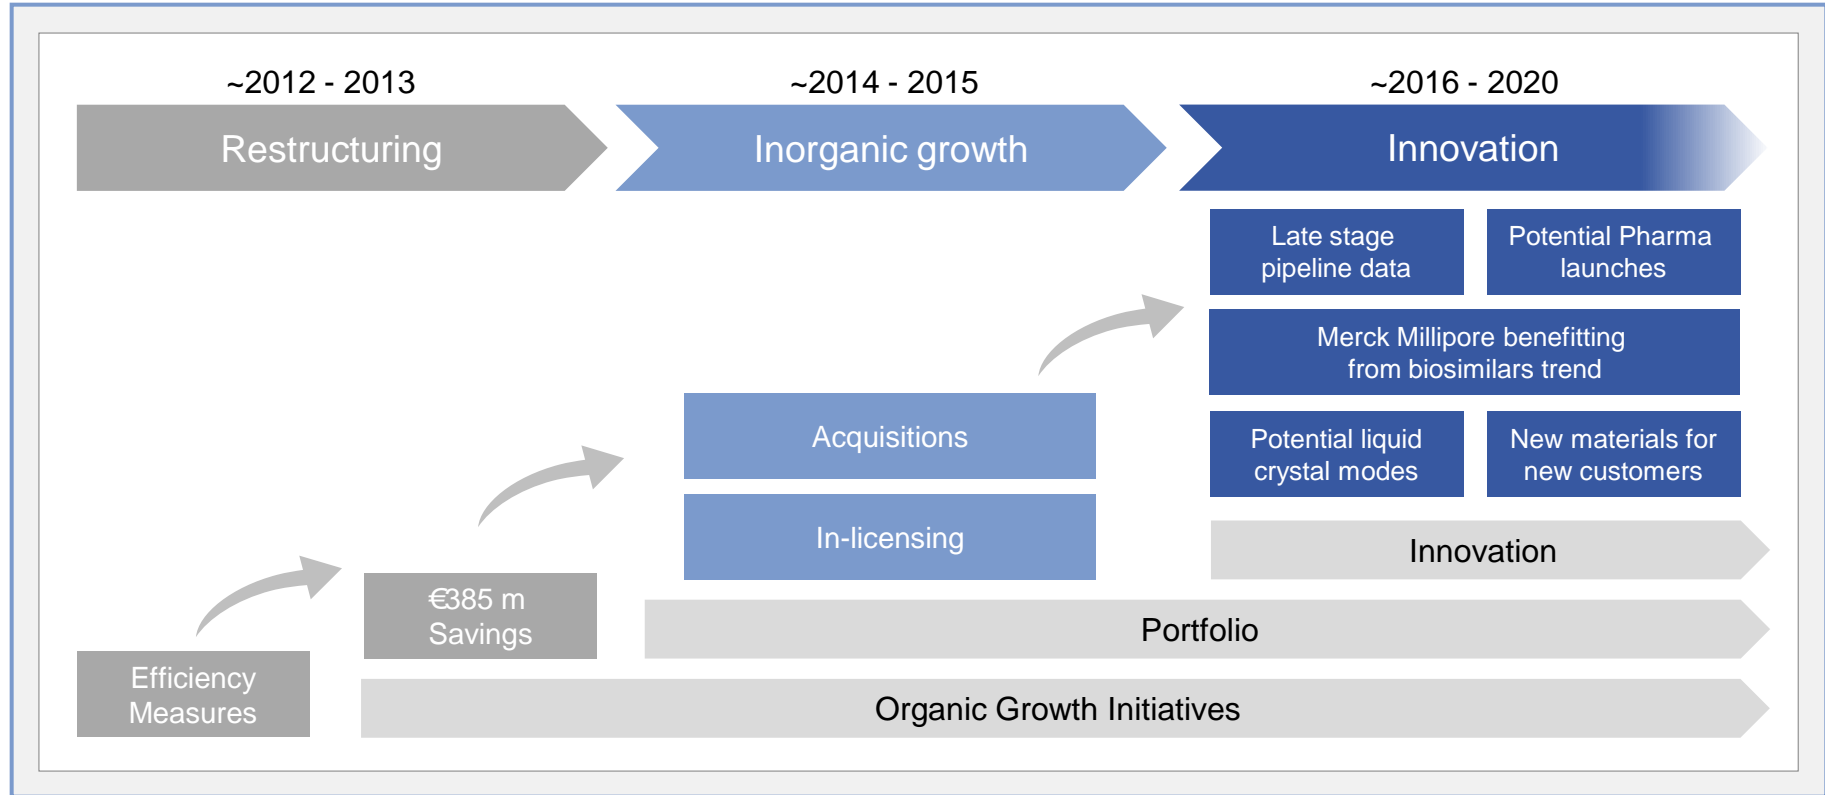 ~2012 - 2013
~2014 - 2015
~2016 - 2020
Restructuring
Inorganic growth
Innovation
Late stage
pipeline data
Potential Pharma
launches
Merck Millipore benefitting
from biosimilars trend
Acquisitions
Potential liquid
crystal modes
New materials for
new customers
In-licensing
Innovation
€385 m
Savings
Portfolio
Efficiency
Measures
Organic Growth Initiatives